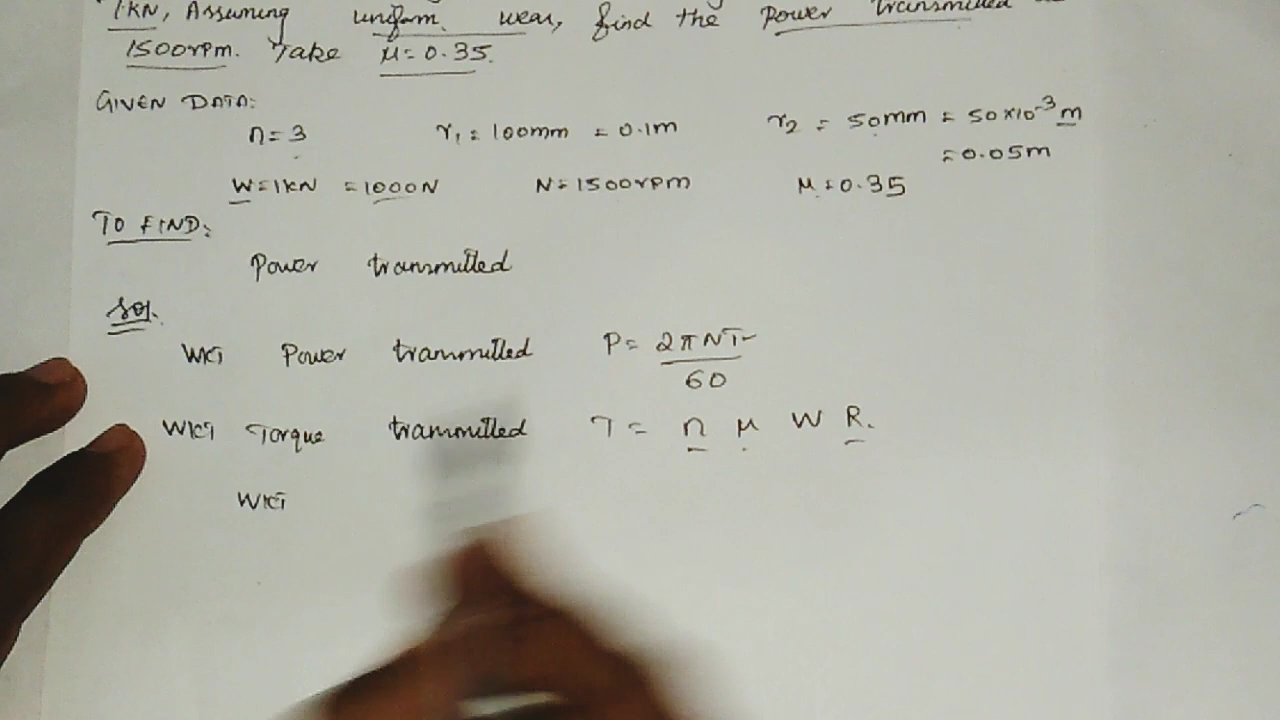 1KN, Assuming uniform wear, find the power transmitted
1500rpm. Take μ=0.35.
GIVEN DATA:
n=3 r₁=100mm =0.1m r₂ = 50mm = 50×10⁻³m
=0.05m
W=1KN =1000N N=1500rpm μ=0.35
TO FIND:
Power transmitted
Sol.
WKT Power transmitted P= 2πNT / 60
WKT Torque transmitted T= n μ W R.
WKT